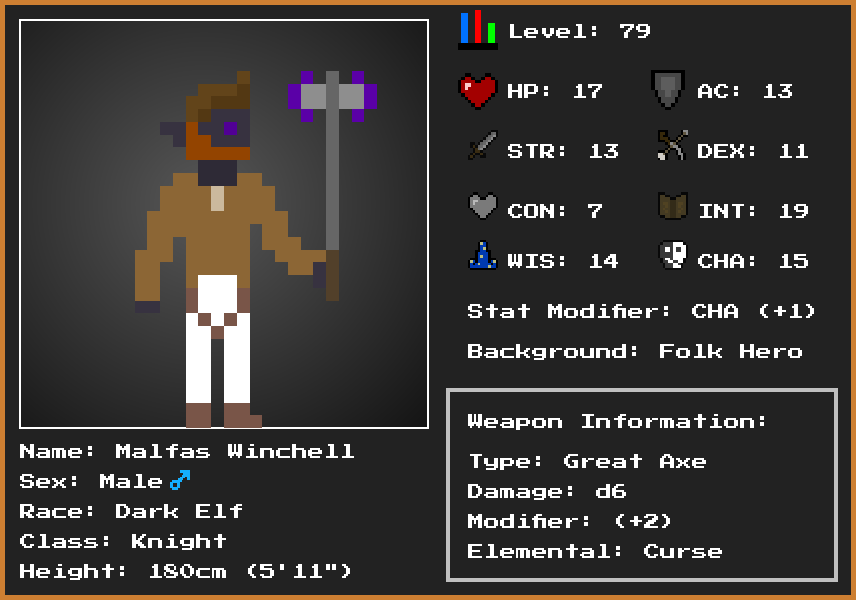 Level: 79
HP: 17
AC: 13
STR: 13
DEX: 11
CON: 7
INT: 19
WIS: 14
CHA: 15
Stat Modifier: CHA (+1)
Background: Folk Hero
Weapon Information:
Type: Great Axe
Damage: d6
Modifier: (+2)
Elemental: Curse
Name: Malfas Winchell
Sex: Male♂
Race: Dark Elf
Class: Knight
Height: 180cm (5'11")